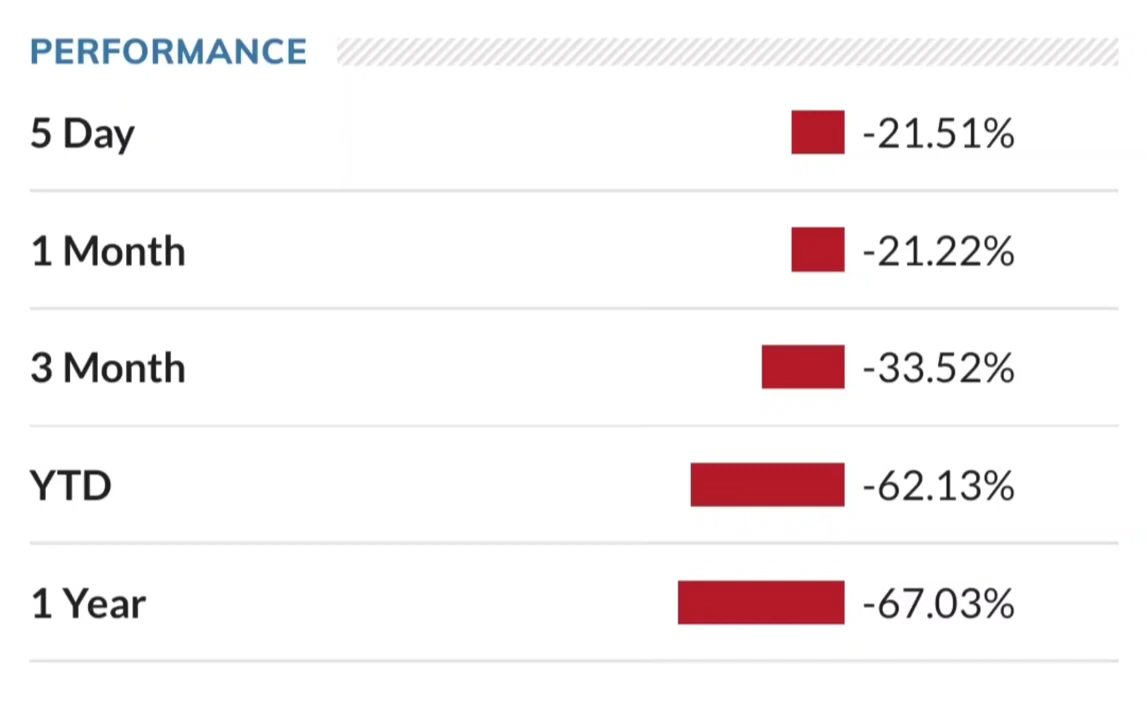 PERFORMANCE
5 Day -21.51%
1 Month -21.22%
3 Month -33.52%
YTD -62.13%
1 Year -67.03%